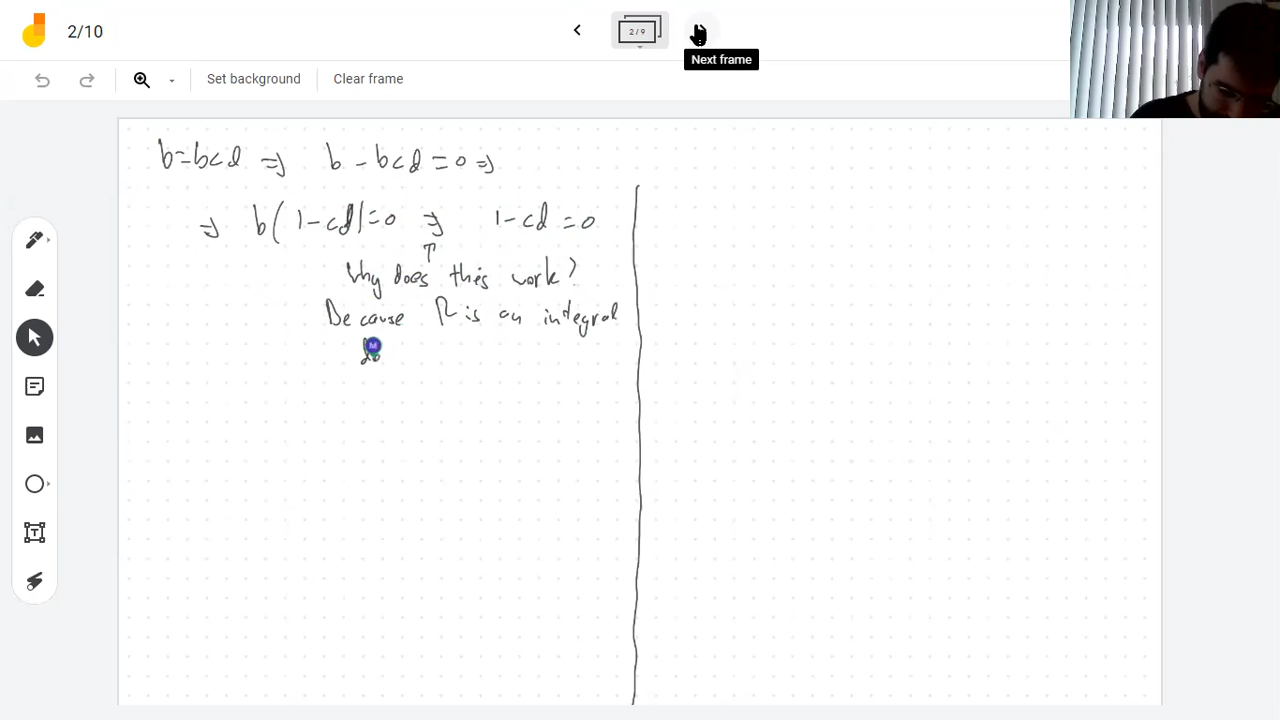 2/10
2/9
Next frame
Set background
Clear frame
b=bcd ⇒ b - bcd = 0 ⇒
⇒ b(1-cd)=0 ⇒ 1-cd=0
↑
Why does this work?
Because R is an integral
do
M